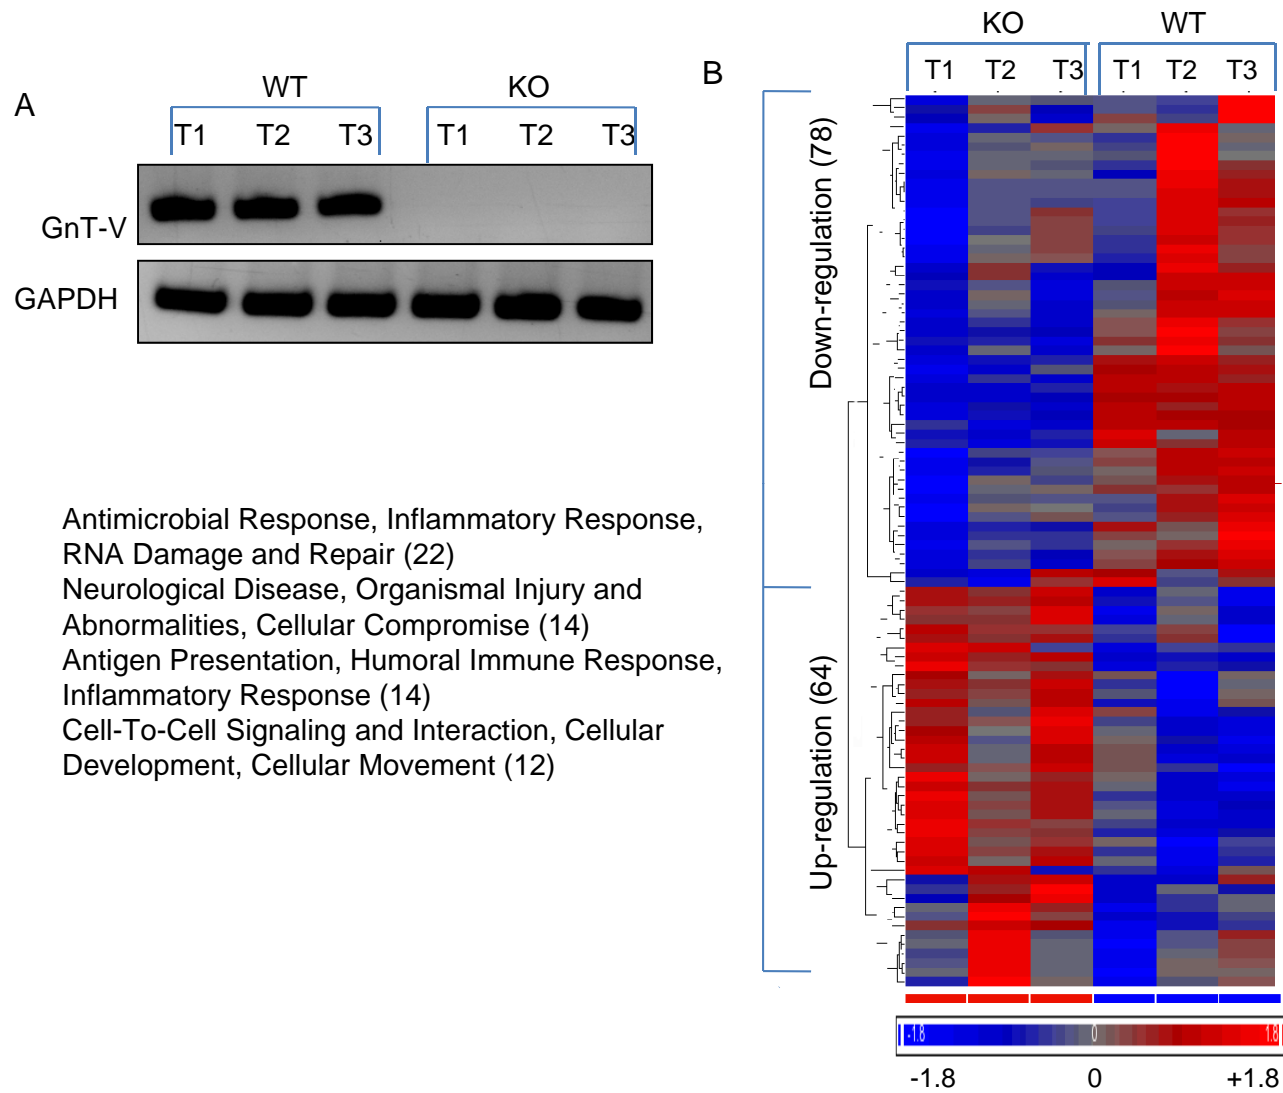 A
WT
KO
T1 T2 T3 T1 T2 T3
GnT-V
GAPDH
Antimicrobial Response, Inflammatory Response,
RNA Damage and Repair (22)
Neurological Disease, Organismal Injury and
Abnormalities, Cellular Compromise (14)
Antigen Presentation, Humoral Immune Response,
Inflammatory Response (14)
Cell-To-Cell Signaling and Interaction, Cellular
Development, Cellular Movement (12)
B
KO
WT
T1 T2 T3 T1 T2 T3
Down-regulation (78)
Up-regulation (64)
-1.8 0 1.8
-1.8 0 +1.8